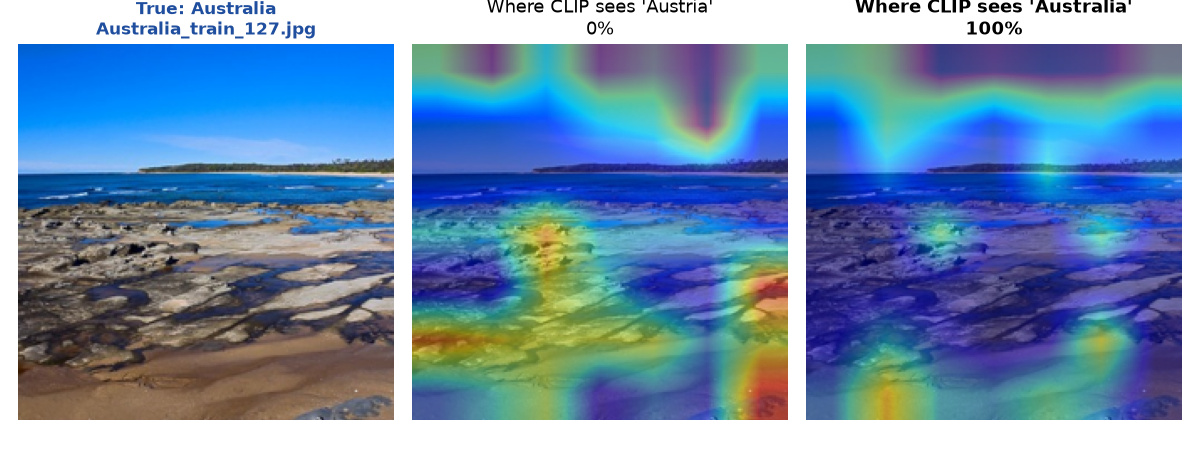 True: Australia
Australia_train_127.jpg
Where CLIP sees 'Austria'
0%
Where CLIP sees 'Australia'
100%